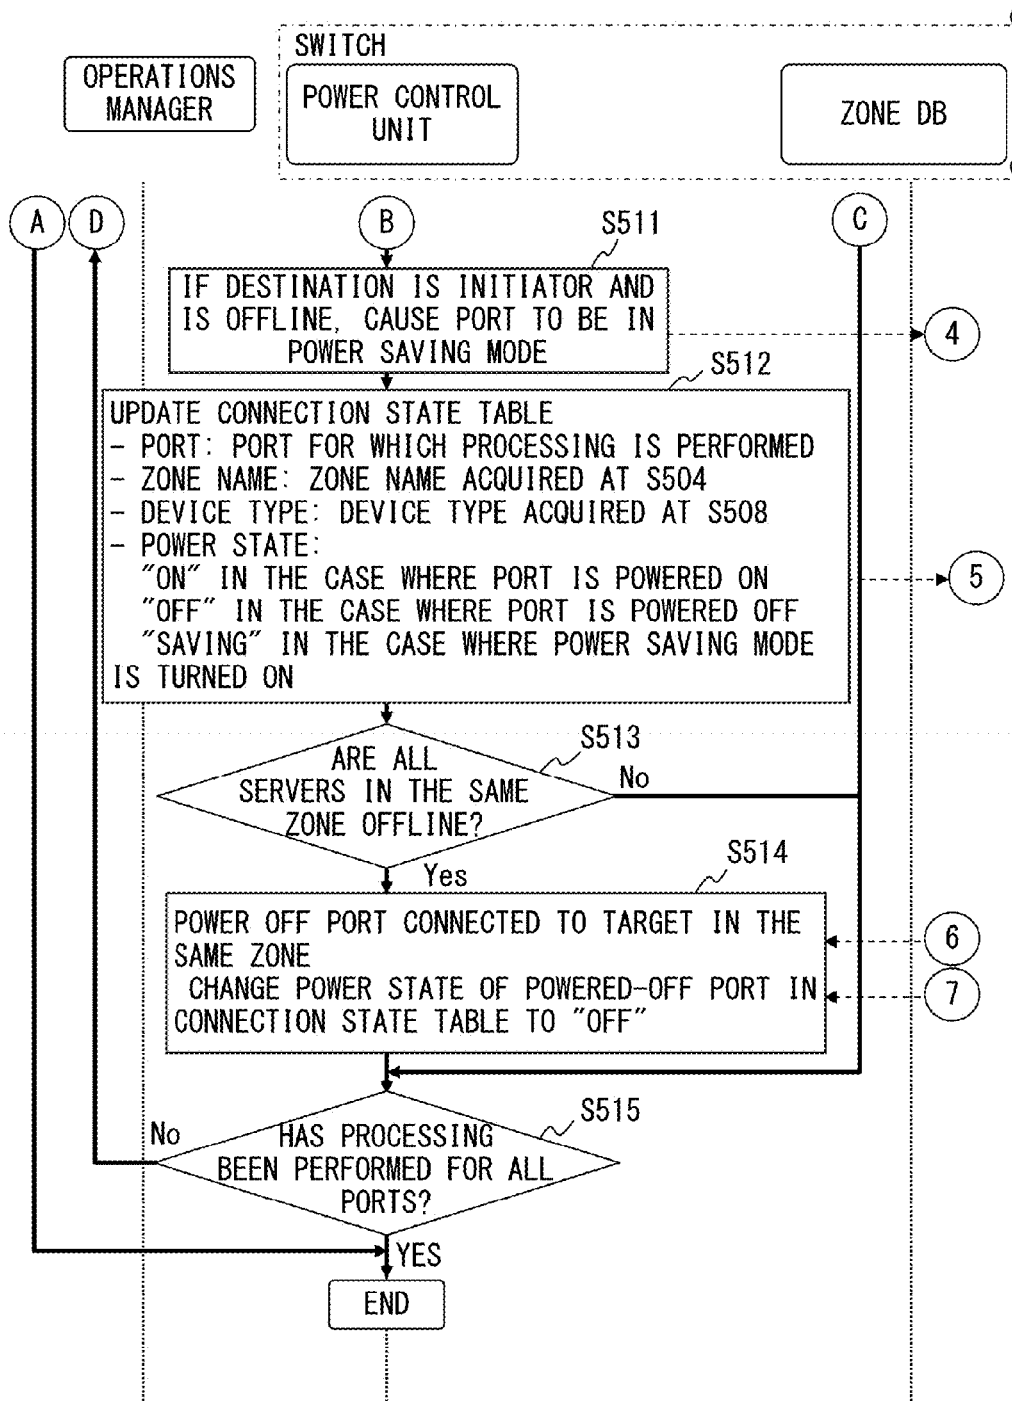 SWITCH
OPERATIONS
MANAGER
POWER CONTROL
UNIT
ZONE DB
A
D
B
C
S511
IF DESTINATION IS INITIATOR AND
IS OFFLINE, CAUSE PORT TO BE IN
POWER SAVING MODE
4
S512
UPDATE CONNECTION STATE TABLE
- PORT: PORT FOR WHICH PROCESSING IS PERFORMED
- ZONE NAME: ZONE NAME ACQUIRED AT S504
- DEVICE TYPE: DEVICE TYPE ACQUIRED AT S508
- POWER STATE:
"ON" IN THE CASE WHERE PORT IS POWERED ON
"OFF" IN THE CASE WHERE PORT IS POWERED OFF
"SAVING" IN THE CASE WHERE POWER SAVING MODE
IS TURNED ON
5
S513
ARE ALL
SERVERS IN THE SAME
ZONE OFFLINE?
No
Yes
S514
POWER OFF PORT CONNECTED TO TARGET IN THE
SAME ZONE
CHANGE POWER STATE OF POWERED-OFF PORT IN
CONNECTION STATE TABLE TO "OFF"
6
7
S515
No
HAS PROCESSING
BEEN PERFORMED FOR ALL
PORTS?
YES
END